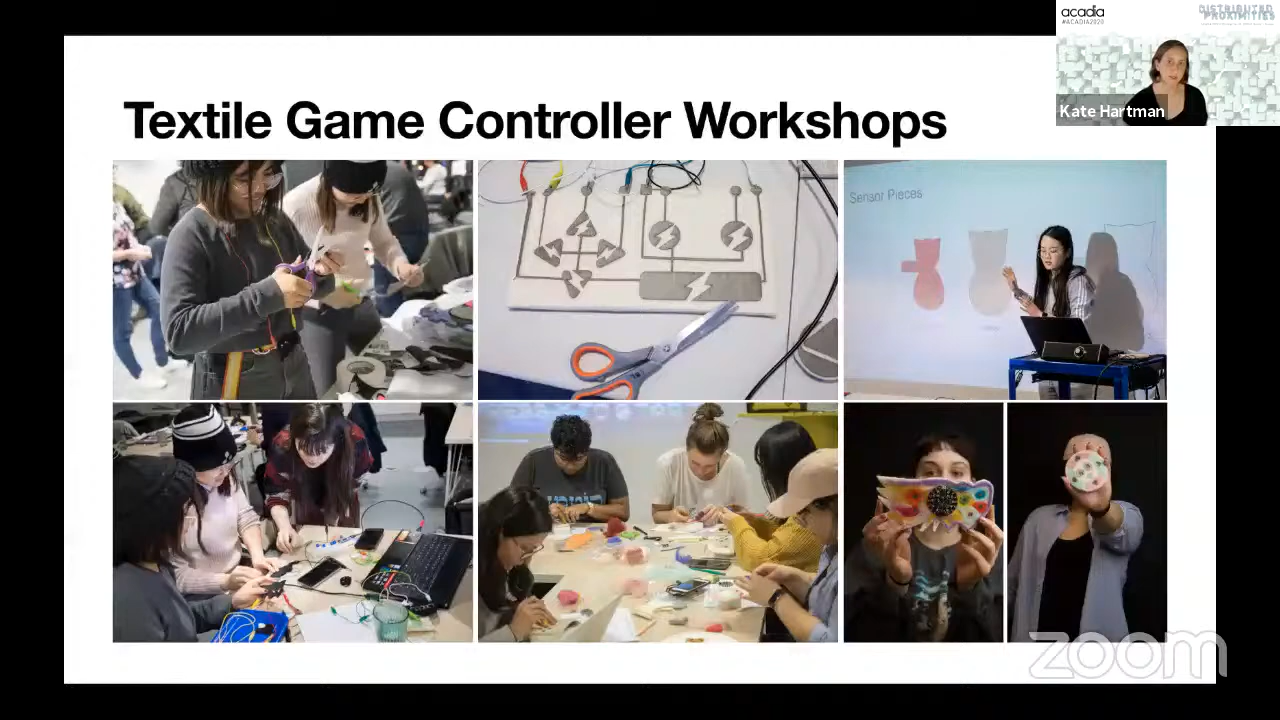 acadia
#ACADIA2020
DISTRIBUTED
PROXIMITIES
Kate Hartman
Textile Game Controller Workshops
Sensor Pieces
zoom